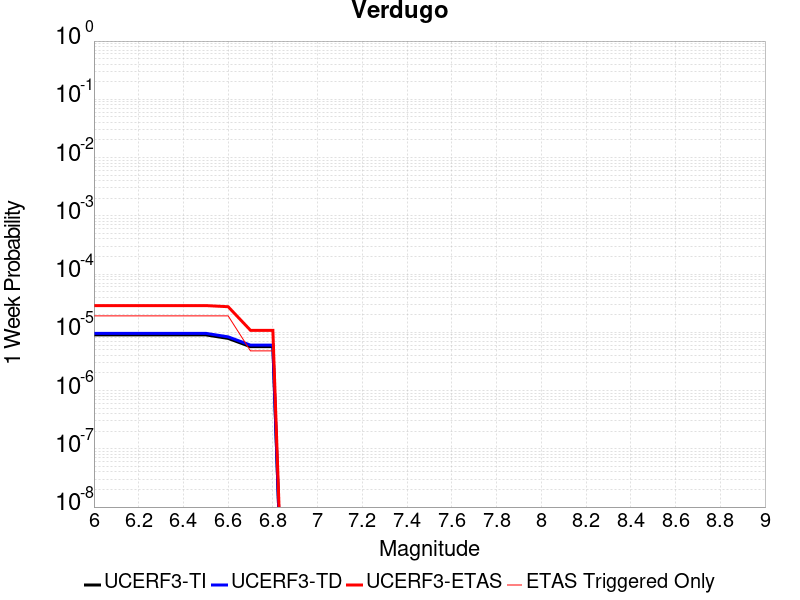 Verdugo
10 0
10 -1
10 -2
10 -3
10 -4
10 -5
10 -6
10 -7
10 -8
1 Week Probability
6 6.2 6.4 6.6 6.8 7 7.2 7.4 7.6 7.8 8 8.2 8.4 8.6 8.8 9
Magnitude
UCERF3-TI UCERF3-TD UCERF3-ETAS ETAS Triggered Only